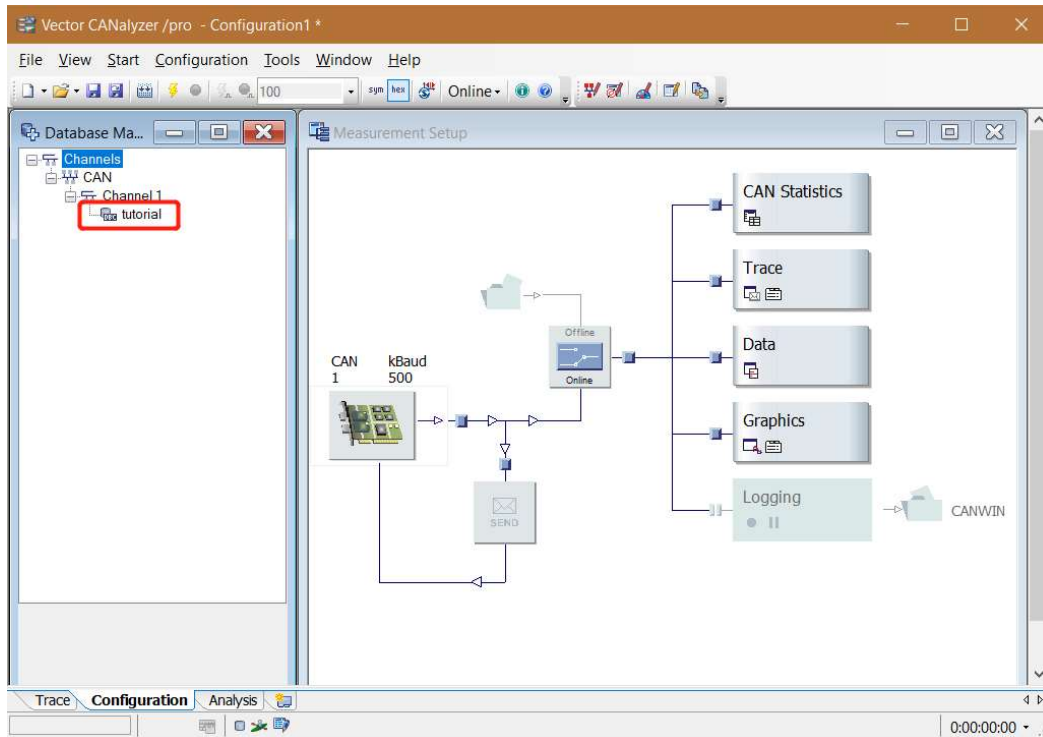 Vector CANalyzer /pro - Configuration1 *
File View Start Configuration Tools Window Help
100 sym hex Online
Database Ma...
Measurement Setup
Channels
CAN
Channel 1
tutorial
CAN Statistics
Trace
Data
Graphics
Logging
CANWIN
Offline
Online
CAN kBaud
1 500
SEND
Trace Configuration Analysis
0:00:00:00